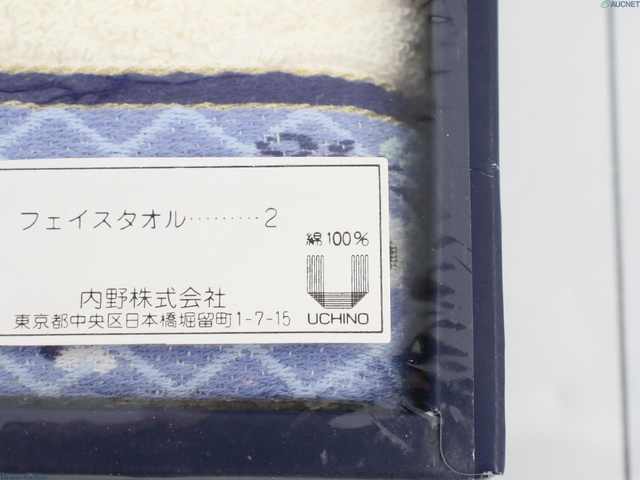 AUCNET
フェイスタオル………2
綿100%
UCHINO
内野株式会社
東京都中央区日本橋堀留町1-7-15